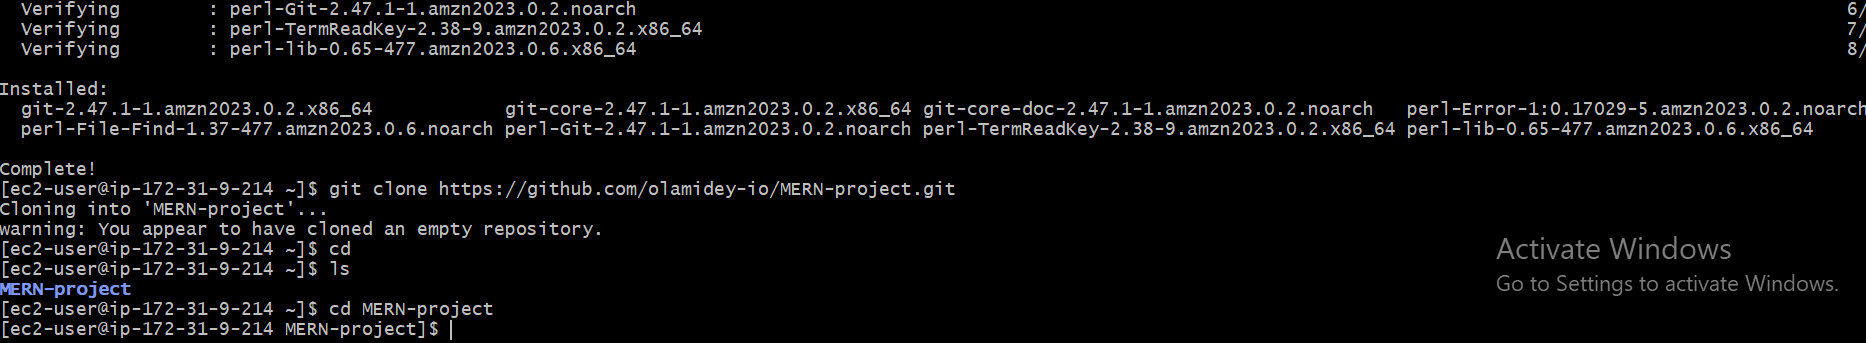 Verifying : perl-Git-2.47.1-1.amzn2023.0.2.noarch 6/
Verifying : perl-TermReadKey-2.38-9.amzn2023.0.2.x86_64 7/
Verifying : perl-lib-0.65-477.amzn2023.0.6.x86_64 8/
Installed:
git-2.47.1-1.amzn2023.0.2.x86_64 git-core-2.47.1-1.amzn2023.0.2.x86_64 git-core-doc-2.47.1-1.amzn2023.0.2.noarch perl-Error-1:0.17029-5.amzn2023.0.2.noarch
perl-File-Find-1.37-477.amzn2023.0.6.noarch perl-Git-2.47.1-1.amzn2023.0.2.noarch perl-TermReadKey-2.38-9.amzn2023.0.2.x86_64 perl-lib-0.65-477.amzn2023.0.6.x86_64
Complete!
[ec2-user@ip-172-31-9-214 ~]$ git clone https://github.com/olamidey-io/MERN-project.git
Cloning into 'MERN-project'...
warning: You appear to have cloned an empty repository.
[ec2-user@ip-172-31-9-214 ~]$ cd
[ec2-user@ip-172-31-9-214 ~]$ ls
MERN-project
[ec2-user@ip-172-31-9-214 ~]$ cd MERN-project
[ec2-user@ip-172-31-9-214 MERN-project]$
Activate Windows
Go to Settings to activate Windows.